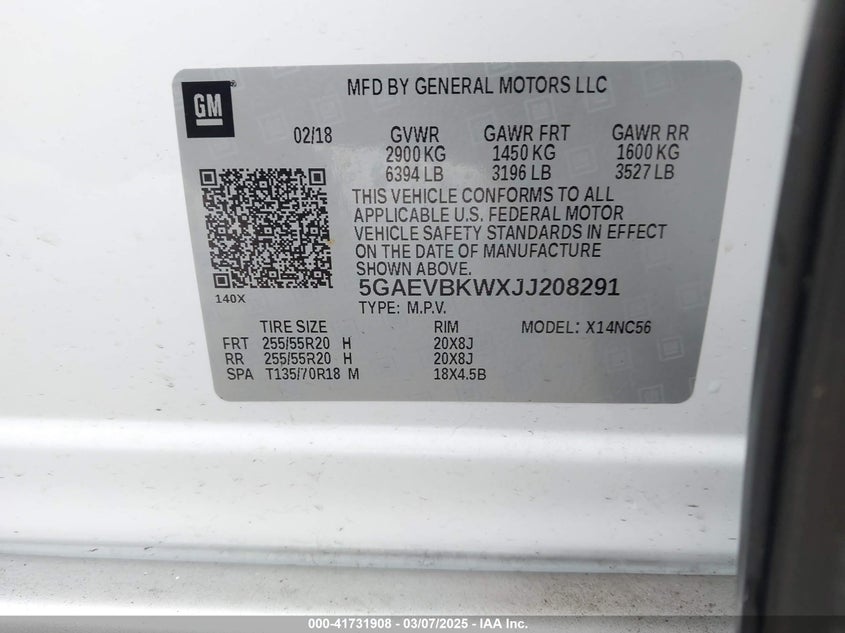 GM
MFD BY GENERAL MOTORS LLC
02/18 GVWR GAWR FRT GAWR RR
2900 KG 1450 KG 1600 KG
6394 LB 3196 LB 3527 LB
THIS VEHICLE CONFORMS TO ALL
APPLICABLE U.S. FEDERAL MOTOR
VEHICLE SAFETY STANDARDS IN EFFECT
ON THE DATE OF MANUFACTURE
SHOWN ABOVE.
5GAEVBKWXJJ208291
140X
TYPE: M.P.V.
TIRE SIZE RIM MODEL: X14NC56
FRT 255/55R20 H 20X8J
RR 255/55R20 H 20X8J
SPA T135/70R18 M 18X4.5B
000-41731908 - 03/07/2025 - IAA Inc.